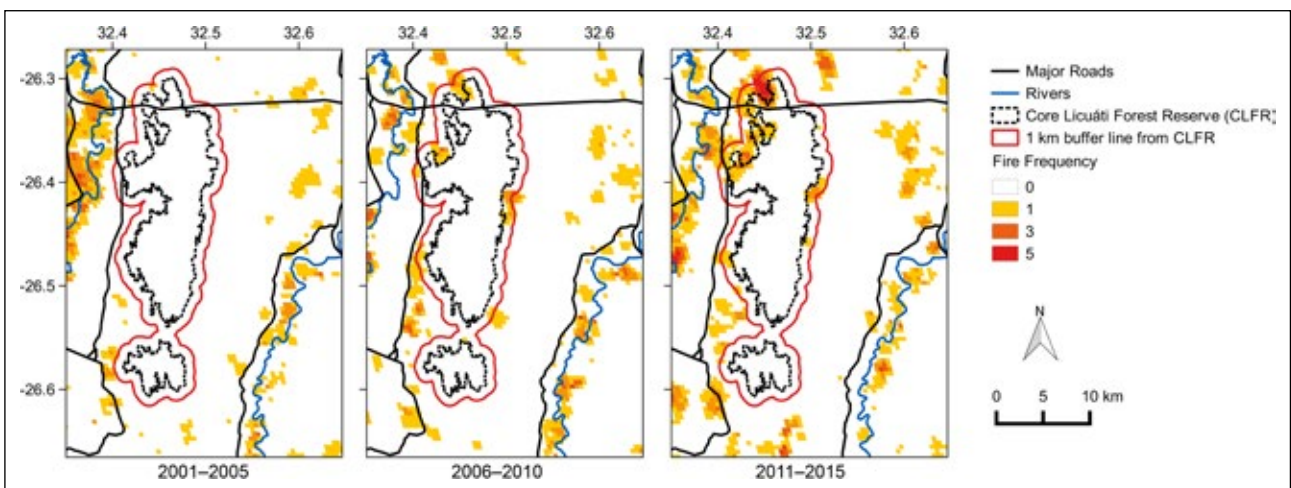 32.4 32.5 32.6 32.4 32.5 32.6 32.4 32.5 32.6
-26.3
-26.4
-26.5
-26.6
2001–2005 2006–2010 2011–2015
Major Roads
Rivers
Core Licuáti Forest Reserve (CLFR)
1 km buffer line from CLFR
Fire Frequency
0
1
3
5
N
0 5 10 km